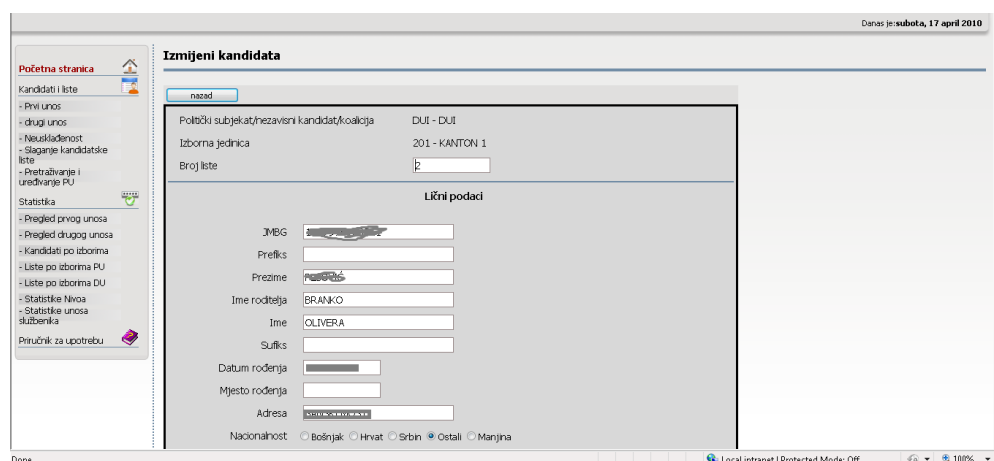 Danas je:subota, 17 april 2010
Izmijeni kandidata
Početna stranica
Kandidati i liste
- Prvi unos
- drugi unos
- Neusklađenost
- Slaganje kandidatske
liste
- Pretraživanje i
uređivanje PU
Statistika
- Pregled prvog unosa
- Pregled drugog unosa
- Kandidati po izborima
- Liste po izborima PU
- Liste po izborima DU
- Statistike Nivoa
- Statistike unosa
službenika
Priručnik za upotrebu
nazad
Politički subjekat/nezavisni kandidat/koalicija DUI - DUI
Izborna jedinica 201 - KANTON 1
Broj liste 2
Lični podaci
JMBG
Prefiks
Prezime
Ime roditelja BRANKO
Ime OLIVERA
Sufiks
Datum rođenja
Mjesto rođenja
Adresa
Nacionalnost Bošnjak Hrvat Srbin Ostali Manjina
Done
Local intranet | Protected Mode: Off 100%